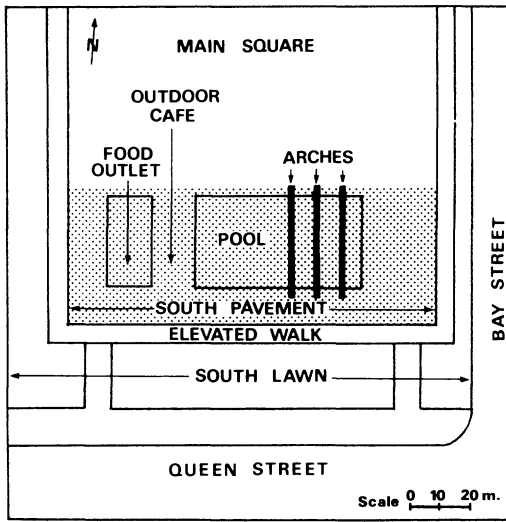 N
MAIN SQUARE
OUTDOOR
CAFE
FOOD
OUTLET
ARCHES
POOL
SOUTH PAVEMENT
ELEVATED WALK
SOUTH LAWN
BAY STREET
QUEEN STREET
Scale 0 10 20 m.